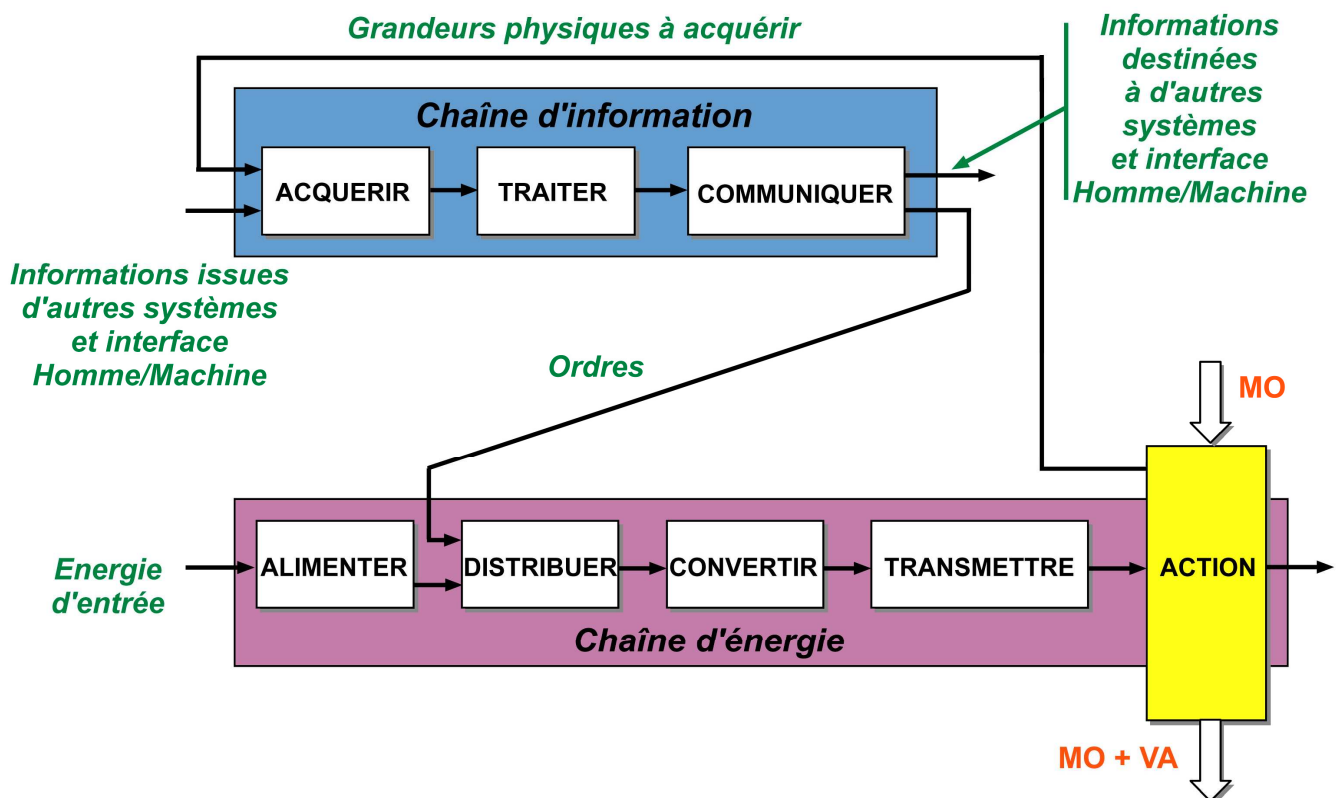 Grandeurs physiques à acquérir
Informations
destinées
à d'autres
systèmes
et interface
Homme/Machine
Chaîne d'information
ACQUERIR
TRAITER
COMMUNIQUER
Informations issues
d'autres systèmes
et interface
Homme/Machine
Ordres
MO
Energie
d'entrée
ALIMENTER
DISTRIBUER
CONVERTIR
TRANSMETTRE
ACTION
Chaîne d'énergie
MO + VA